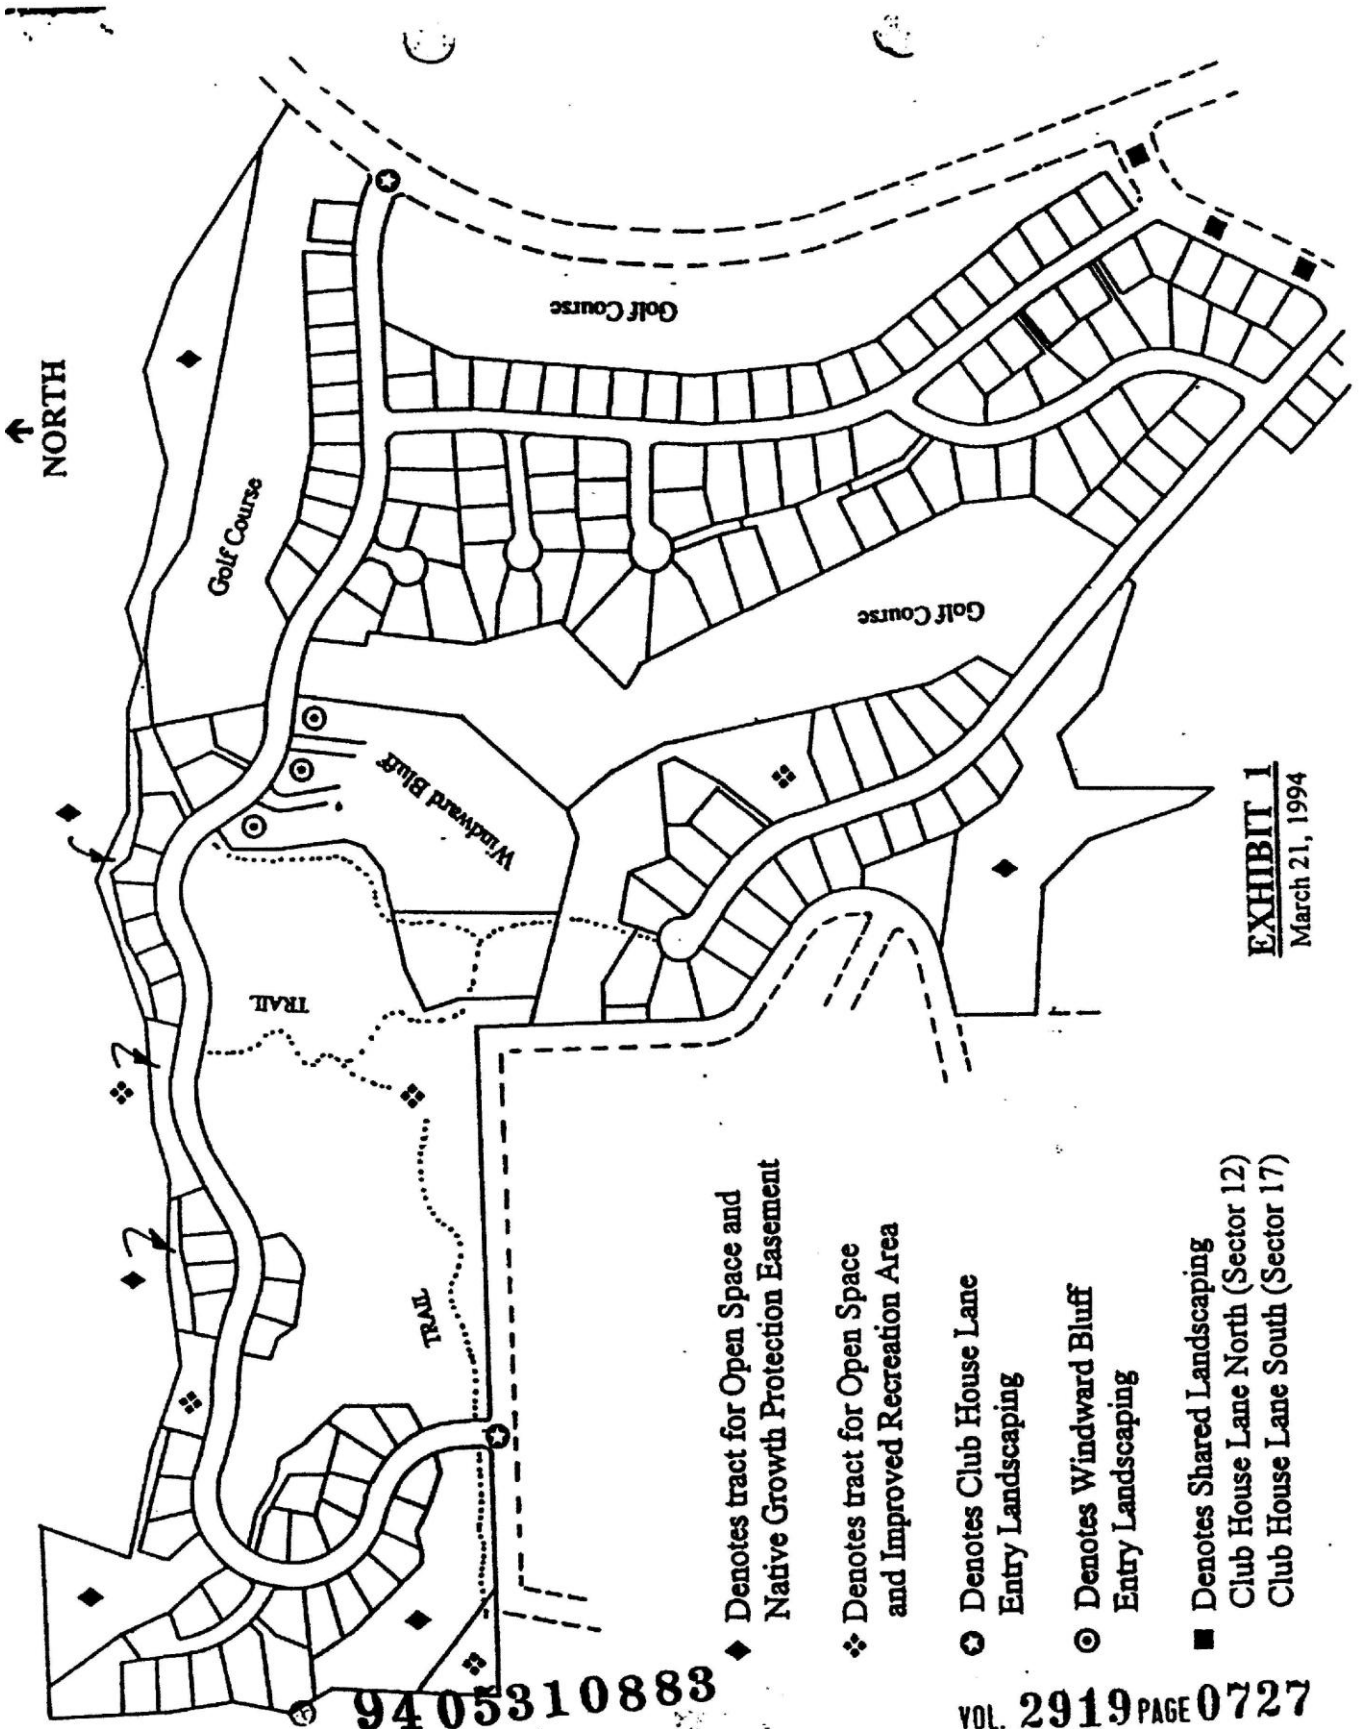 NORTH
Golf Course
Golf Course
Golf Course
Windward Bluff
TRAIL
TRAIL
EXHIBIT 1
March 21, 1994
Denotes tract for Open Space and
Native Growth Protection Easement
Denotes tract for Open Space
and Improved Recreation Area
Denotes Club House Lane
Entry Landscaping
Denotes Windward Bluff
Entry Landscaping
Denotes Shared Landscaping
Club House Lane North (Sector 12)
Club House Lane South (Sector 17)
9405310883
VOL. 2919 PAGE 0727